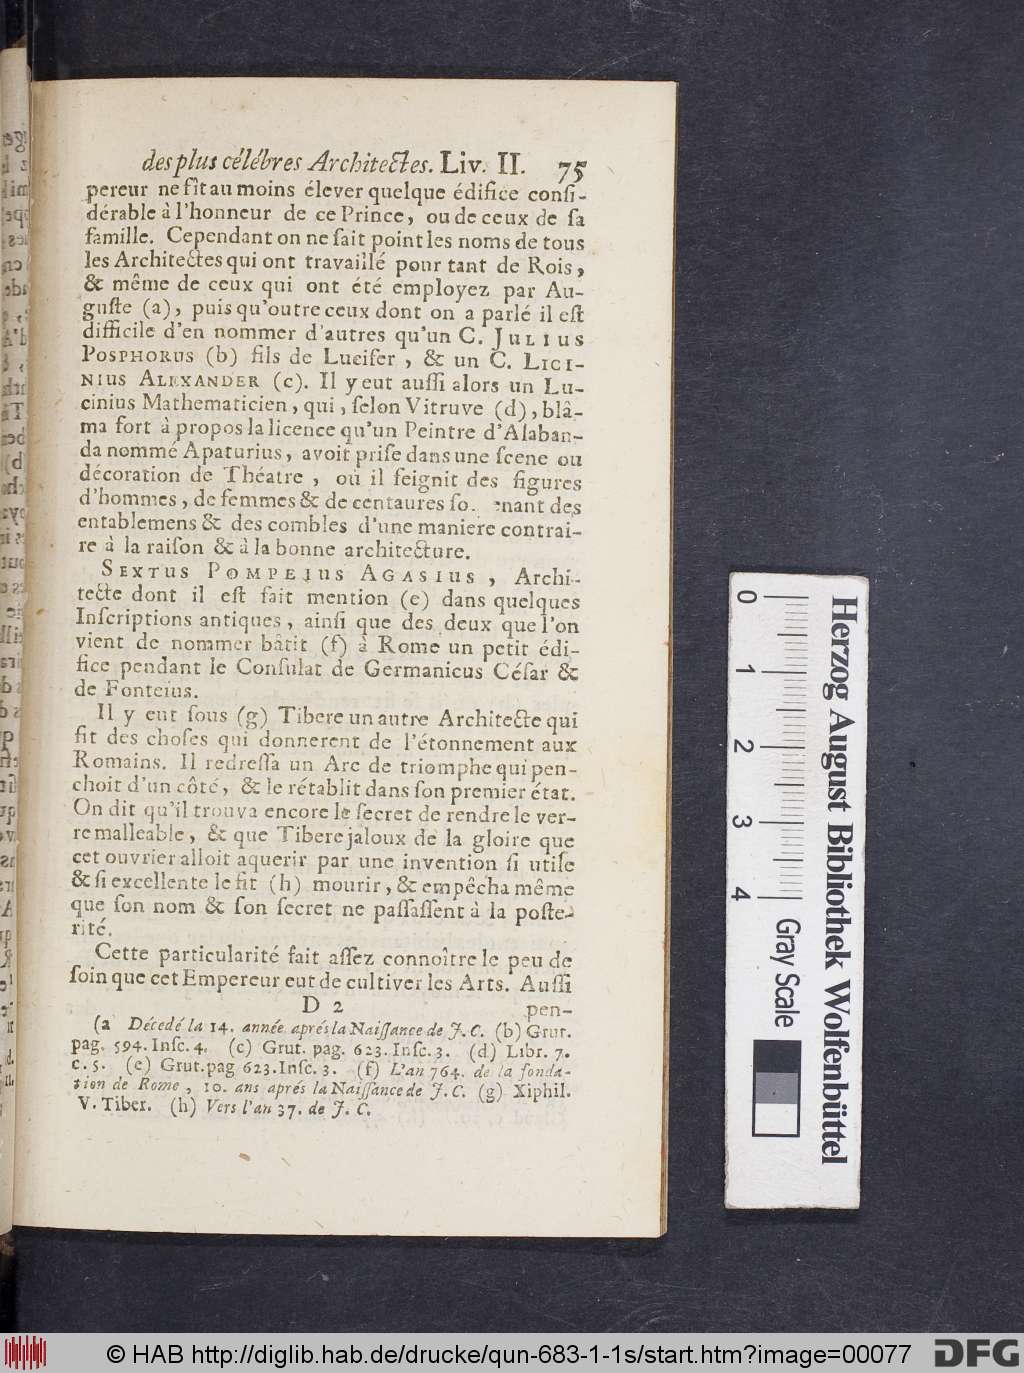 des plus célébres Architectes. Liv. II. 75
pereur ne fît au moins élever quelque édifice consi-
dérable à l'honneur de ce Prince, ou de ceux de sa
famille. Cependant on ne sait point les noms de tous
les Architectes qui ont travaillé pour tant de Rois,
& même de ceux qui ont été employez par Au-
guste (a), puis qu'outre ceux dont on a parlé il est
difficile d'en nommer d'autres qu'un C. JULIUS
POSPHORUS (b) fils de Lucifer, & un C. LICI-
NIUS ALEXANDER (c). Il y eut aussi alors un Lu-
cinius Mathematicien, qui, selon Vitruve (d), blâ-
ma fort à propos la licence qu'un Peintre d'Alaban-
da nommé Apaturius, avoit prise dans une scene ou
décoration de Théatre, où il feignit des figures
d'hommes, de femmes & de centaures so. enant des
entablemens & des combles d'une maniere contrai-
re à la raison & à la bonne architecture.
SEXTUS POMPEIUS AGASIUS, Archi-
tecte dont il est fait mention (e) dans quelques
Inscriptions antiques, ainsi que des deux que l'on
vient de nommer bâtit (f) à Rome un petit édi-
fice pendant le Consulat de Germanicus César &
de Fonteius.
Il y eut sous (g) Tibere un autre Architecte qui
fit des choses qui donnerent de l'étonnement aux
Romains. Il redressa un Arc de triomphe qui pen-
choit d'un côté, & le rétablit dans son premier état.
On dit qu'il trouva encore le secret de rendre le ver-
re malleable, & que Tibere jaloux de la gloire que
cet ouvrier alloit aquerir par une invention si utile
& si excellente le fit (h) mourir, & empêcha même
que son nom & son secret ne passassent à la poste-
rité.
Cette particularité fait assez connoître le peu de
soin que cet Empereur eut de cultiver les Arts. Aussi
D 2 pen-
(a Décedé la 14. année aprés la Naissance de J. C. (b) Grut.
pag. 594. Insc. 4. (c) Grut. pag. 623. Insc. 3. (d) Libr. 7.
c. 5. (e) Grut. pag 623. Insc. 3. (f) L'an 764. de la fonda-
tion de Rome, 10. ans aprés la Naissance de J. C. (g) Xiphil.
V. Tiber. (h) Vers l'an 37. de J. C.
Herzog August Bibliothek Wolfenbüttel
0 1 2 3 4
Gray Scale
© HAB http://diglib.hab.de/drucke/qun-683-1-1s/start.htm?image=00077
DFG